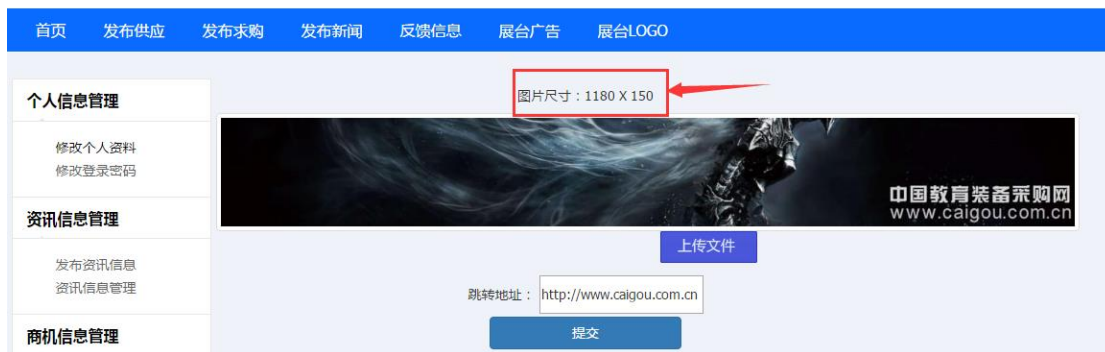 首页 发布供应 发布求购 发布新闻 反馈信息 展台广告 展台LOGO
个人信息管理
修改个人资料
修改登录密码
资讯信息管理
发布资讯信息
资讯信息管理
商机信息管理
图片尺寸：1180 X 150
中国教育装备采购网
www.caigou.com.cn
上传文件
跳转地址： http://www.caigou.com.cn
提交